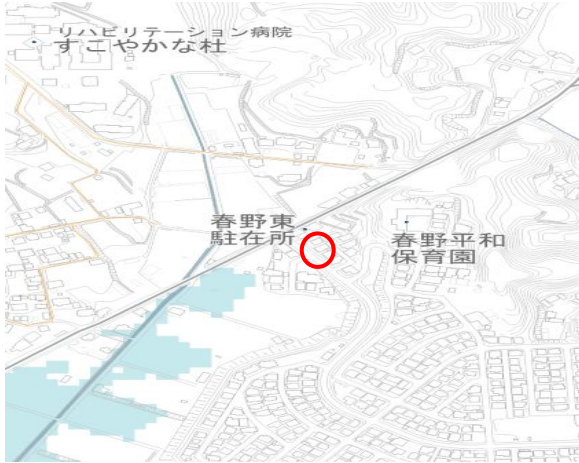 リハビリテーション病院
すこやかな杜
春野東
駐在所
春野平和
保育園